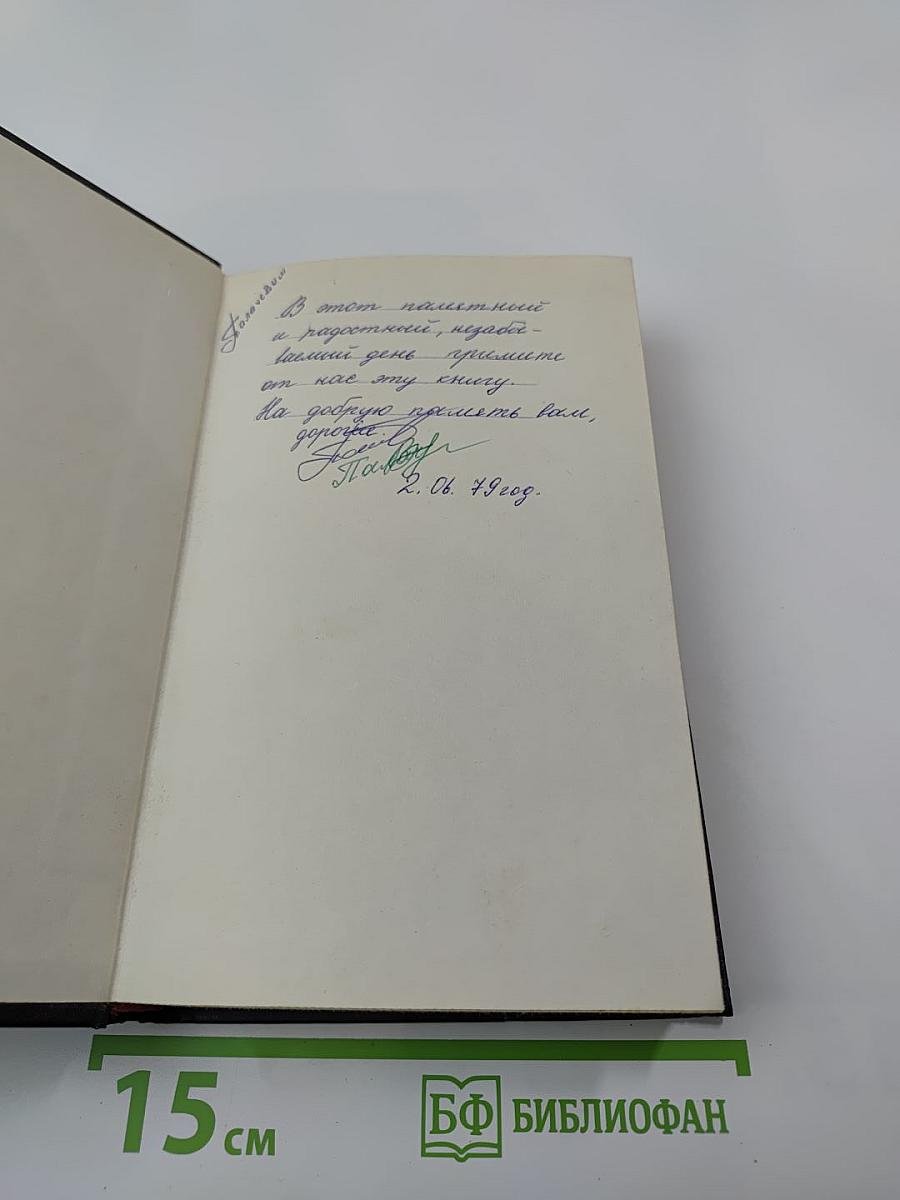 В этот памятный
и радостный, незабы-
ваемый день примите
от нас эту книгу.
На добрую память вам,
дорогие.
2. 06. 79 год.
15 см
БФ БИБЛИОФАН